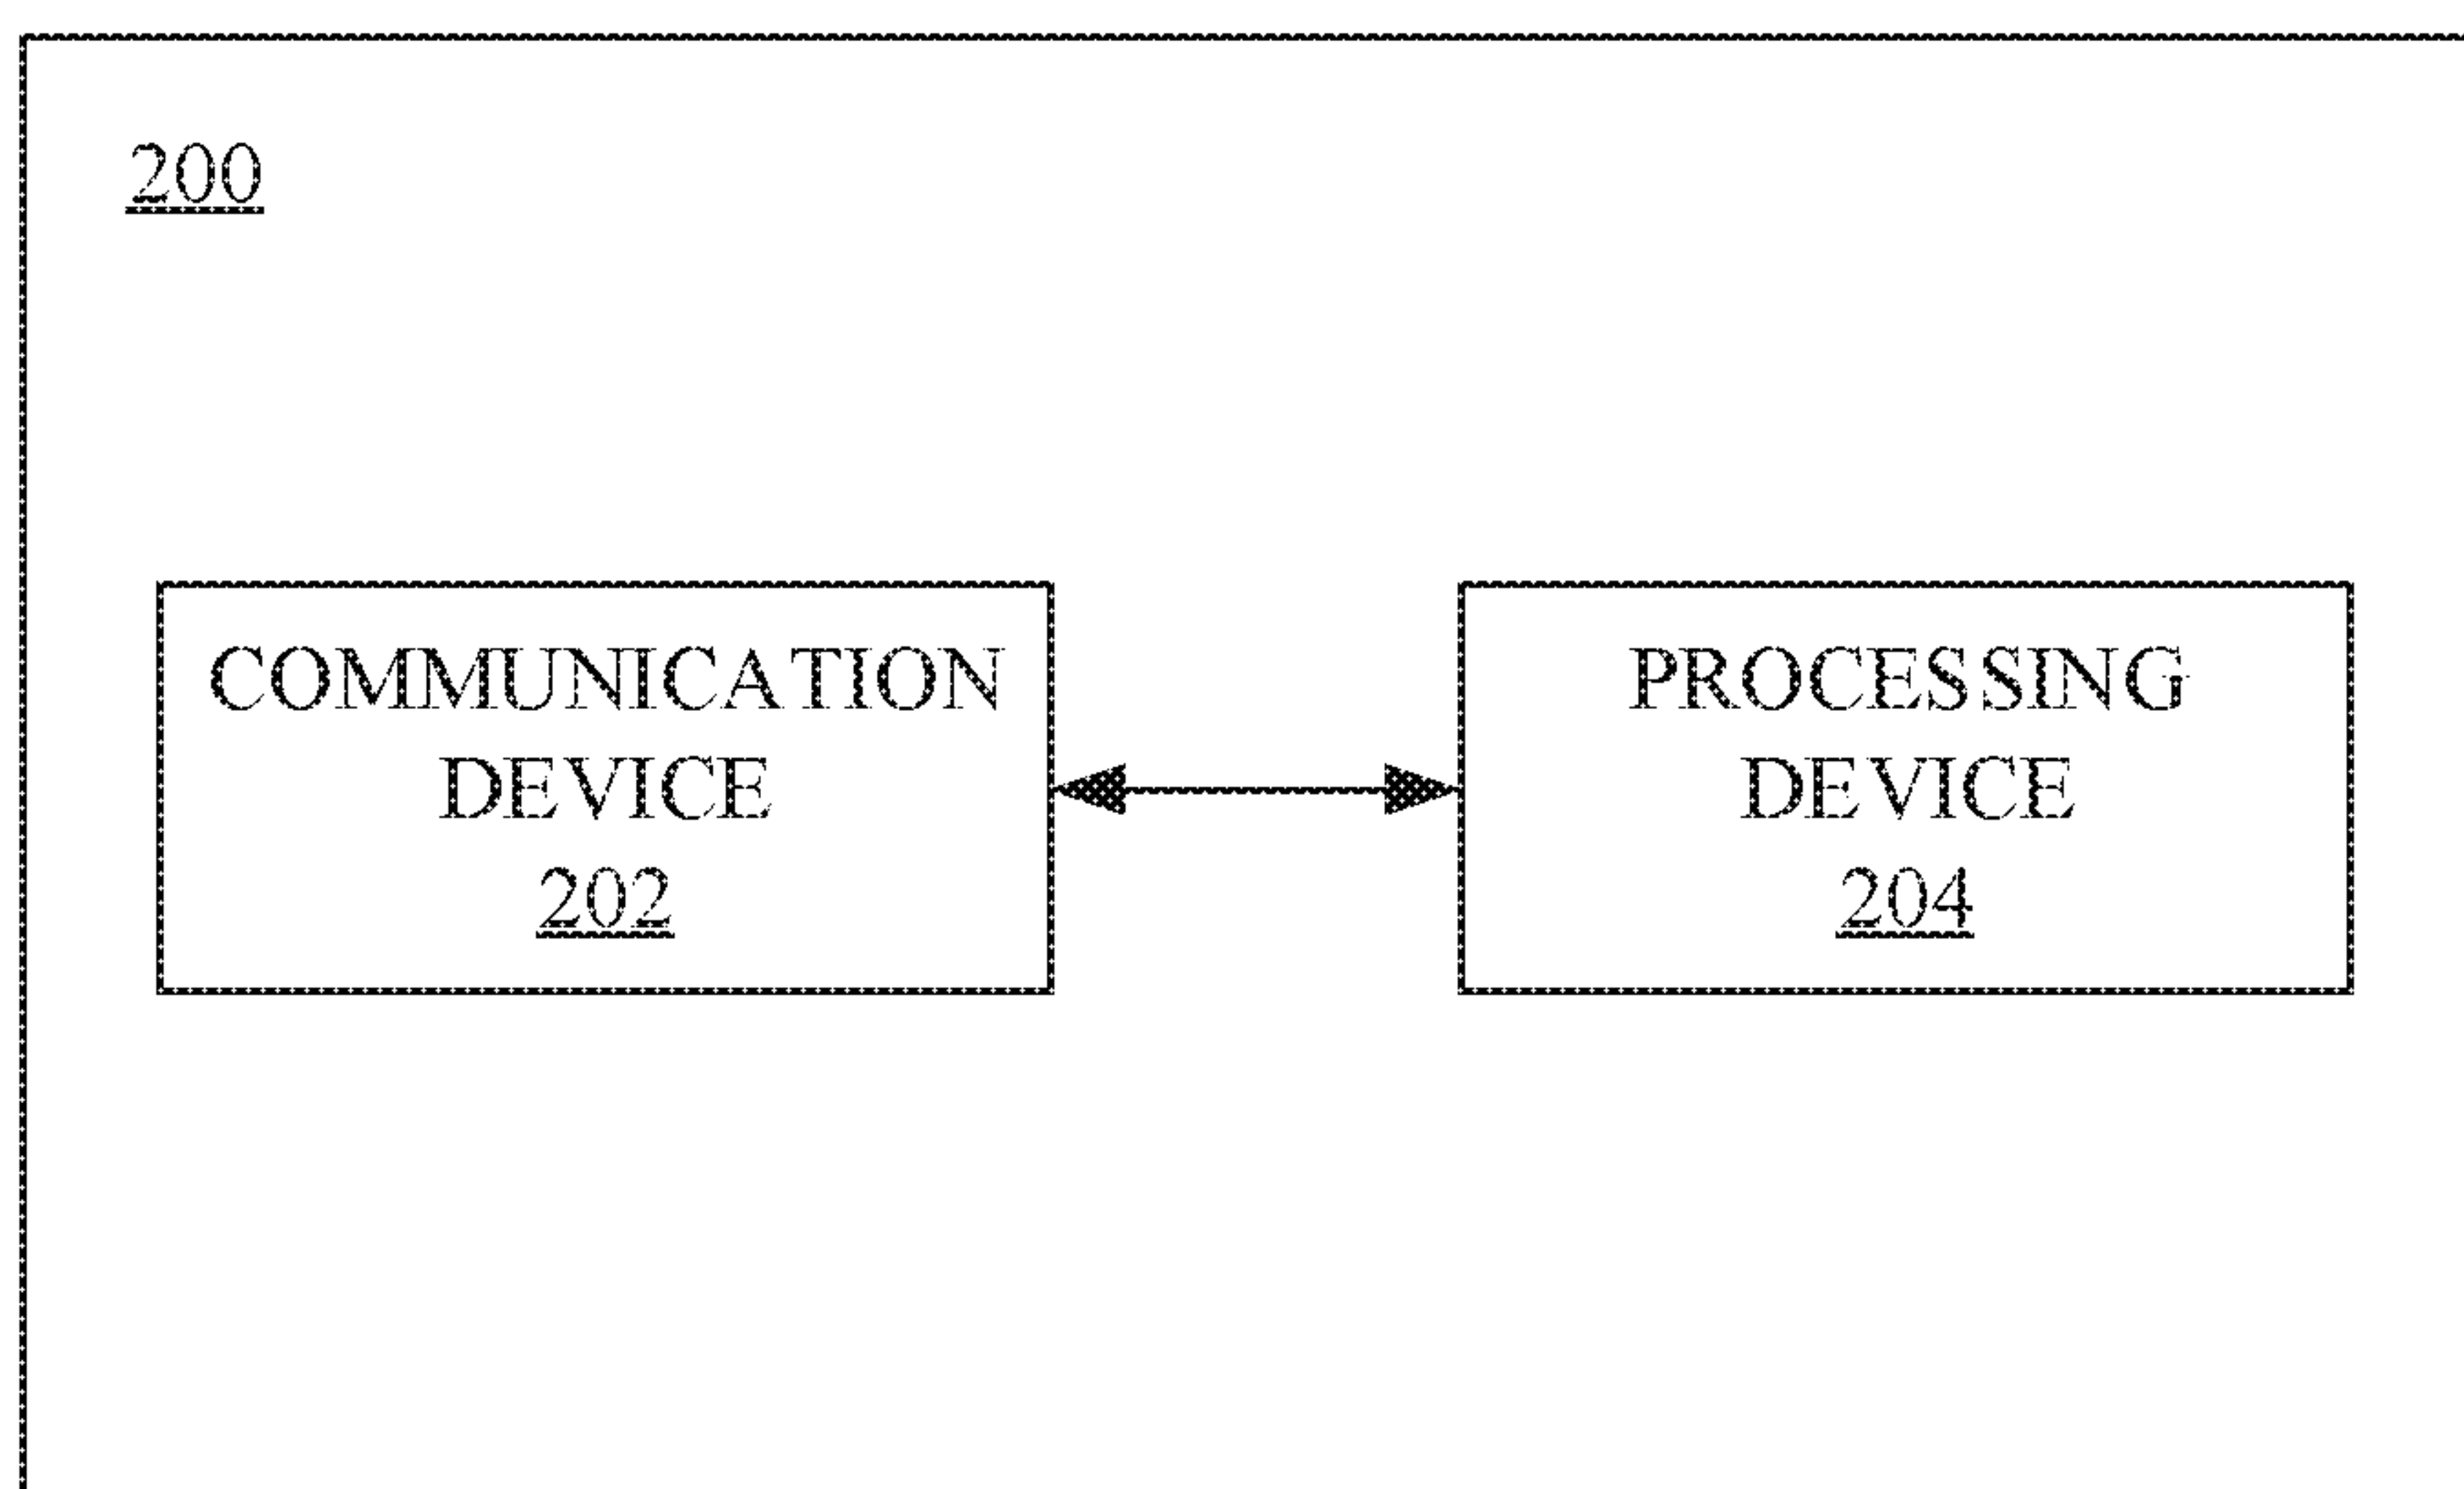 200
COMMUNICATION
DEVICE
202
PROCESSING
DEVICE
204